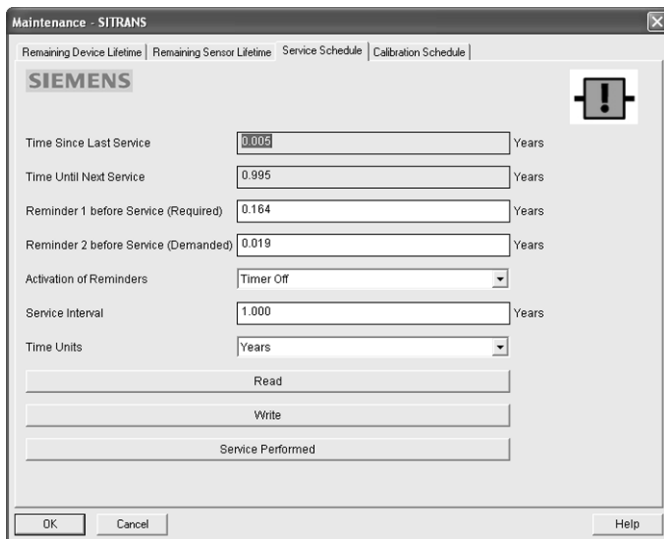 Maintenance - SITRANS
Remaining Device Lifetime Remaining Sensor Lifetime Service Schedule Calibration Schedule
SIEMENS
!
Time Since Last Service 0.005 Years
Time Until Next Service 0.995 Years
Reminder 1 before Service (Required) 0.164 Years
Reminder 2 before Service (Demanded) 0.019 Years
Activation of Reminders Timer Off
Service Interval 1.000 Years
Time Units Years
Read
Write
Service Performed
OK Cancel Help